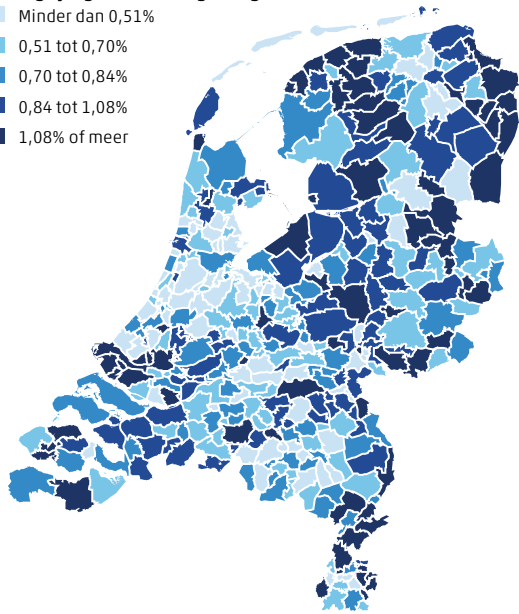 Minder dan 0,51%
0,51 tot 0,70%
0,70 tot 0,84%
0,84 tot 1,08%
1,08% of meer